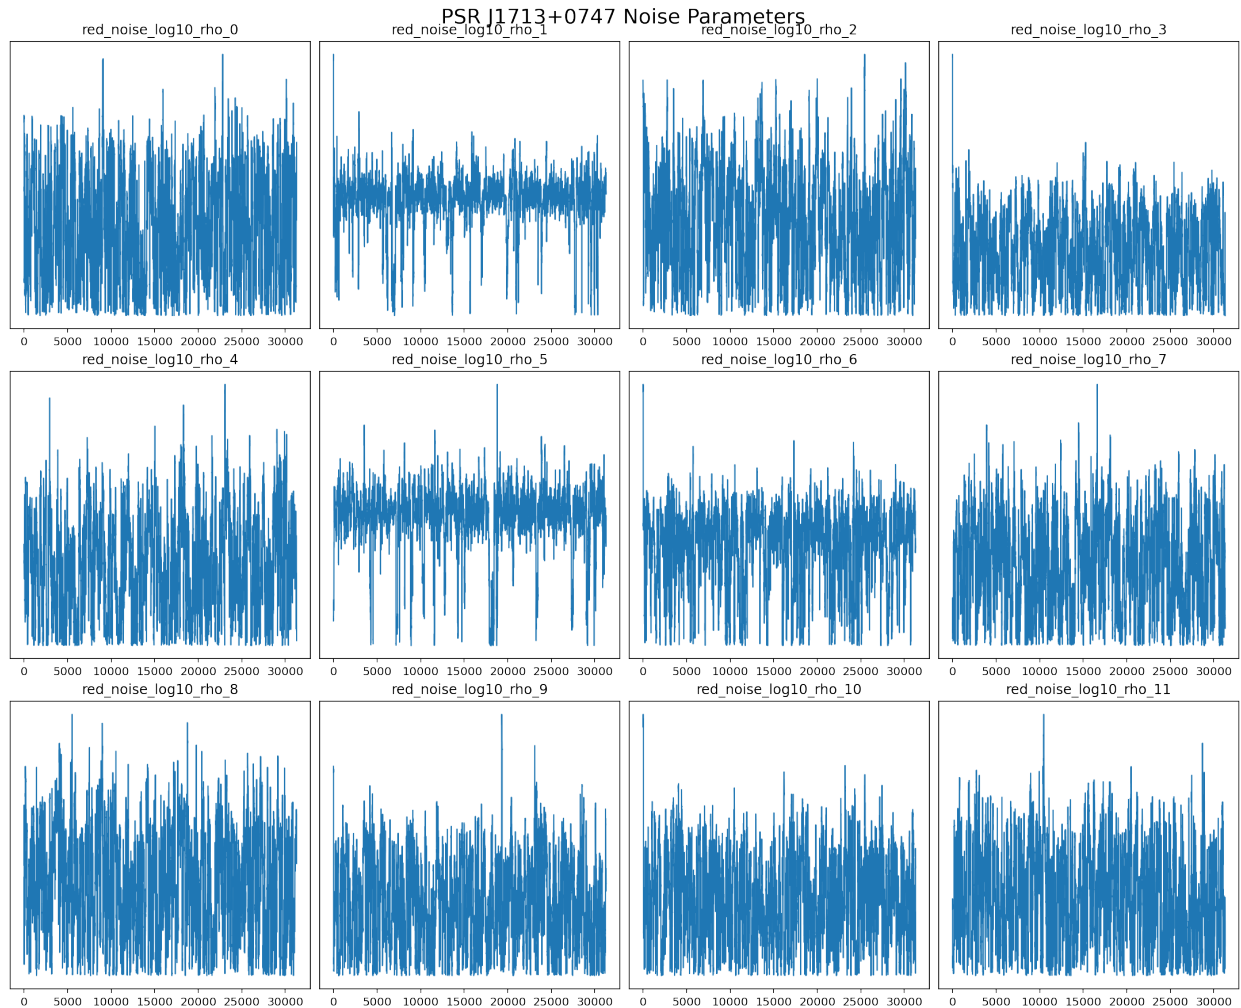 PSR J1713+0747 Noise Parameters
red_noise_log10_rho_0 red_noise_log10_rho_1 red_noise_log10_rho_2 red_noise_log10_rho_3
0 5000 10000 15000 20000 25000 30000 0 5000 10000 15000 20000 25000 30000 0 5000 10000 15000 20000 25000 30000 0 5000 10000 15000 20000 25000 30000
red_noise_log10_rho_4 red_noise_log10_rho_5 red_noise_log10_rho_6 red_noise_log10_rho_7
0 5000 10000 15000 20000 25000 30000 0 5000 10000 15000 20000 25000 30000 0 5000 10000 15000 20000 25000 30000 0 5000 10000 15000 20000 25000 30000
red_noise_log10_rho_8 red_noise_log10_rho_9 red_noise_log10_rho_10 red_noise_log10_rho_11
0 5000 10000 15000 20000 25000 30000 0 5000 10000 15000 20000 25000 30000 0 5000 10000 15000 20000 25000 30000 0 5000 10000 15000 20000 25000 30000